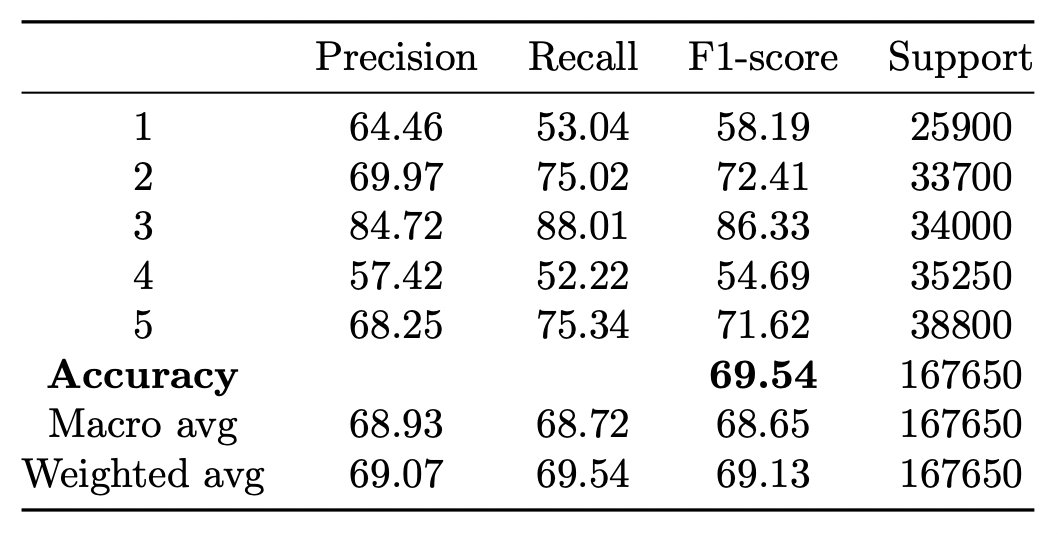 Precision Recall F1-score Support
1 64.46 53.04 58.19 25900
2 69.97 75.02 72.41 33700
3 84.72 88.01 86.33 34000
4 57.42 52.22 54.69 35250
5 68.25 75.34 71.62 38800
Accuracy 69.54 167650
Macro avg 68.93 68.72 68.65 167650
Weighted avg 69.07 69.54 69.13 167650